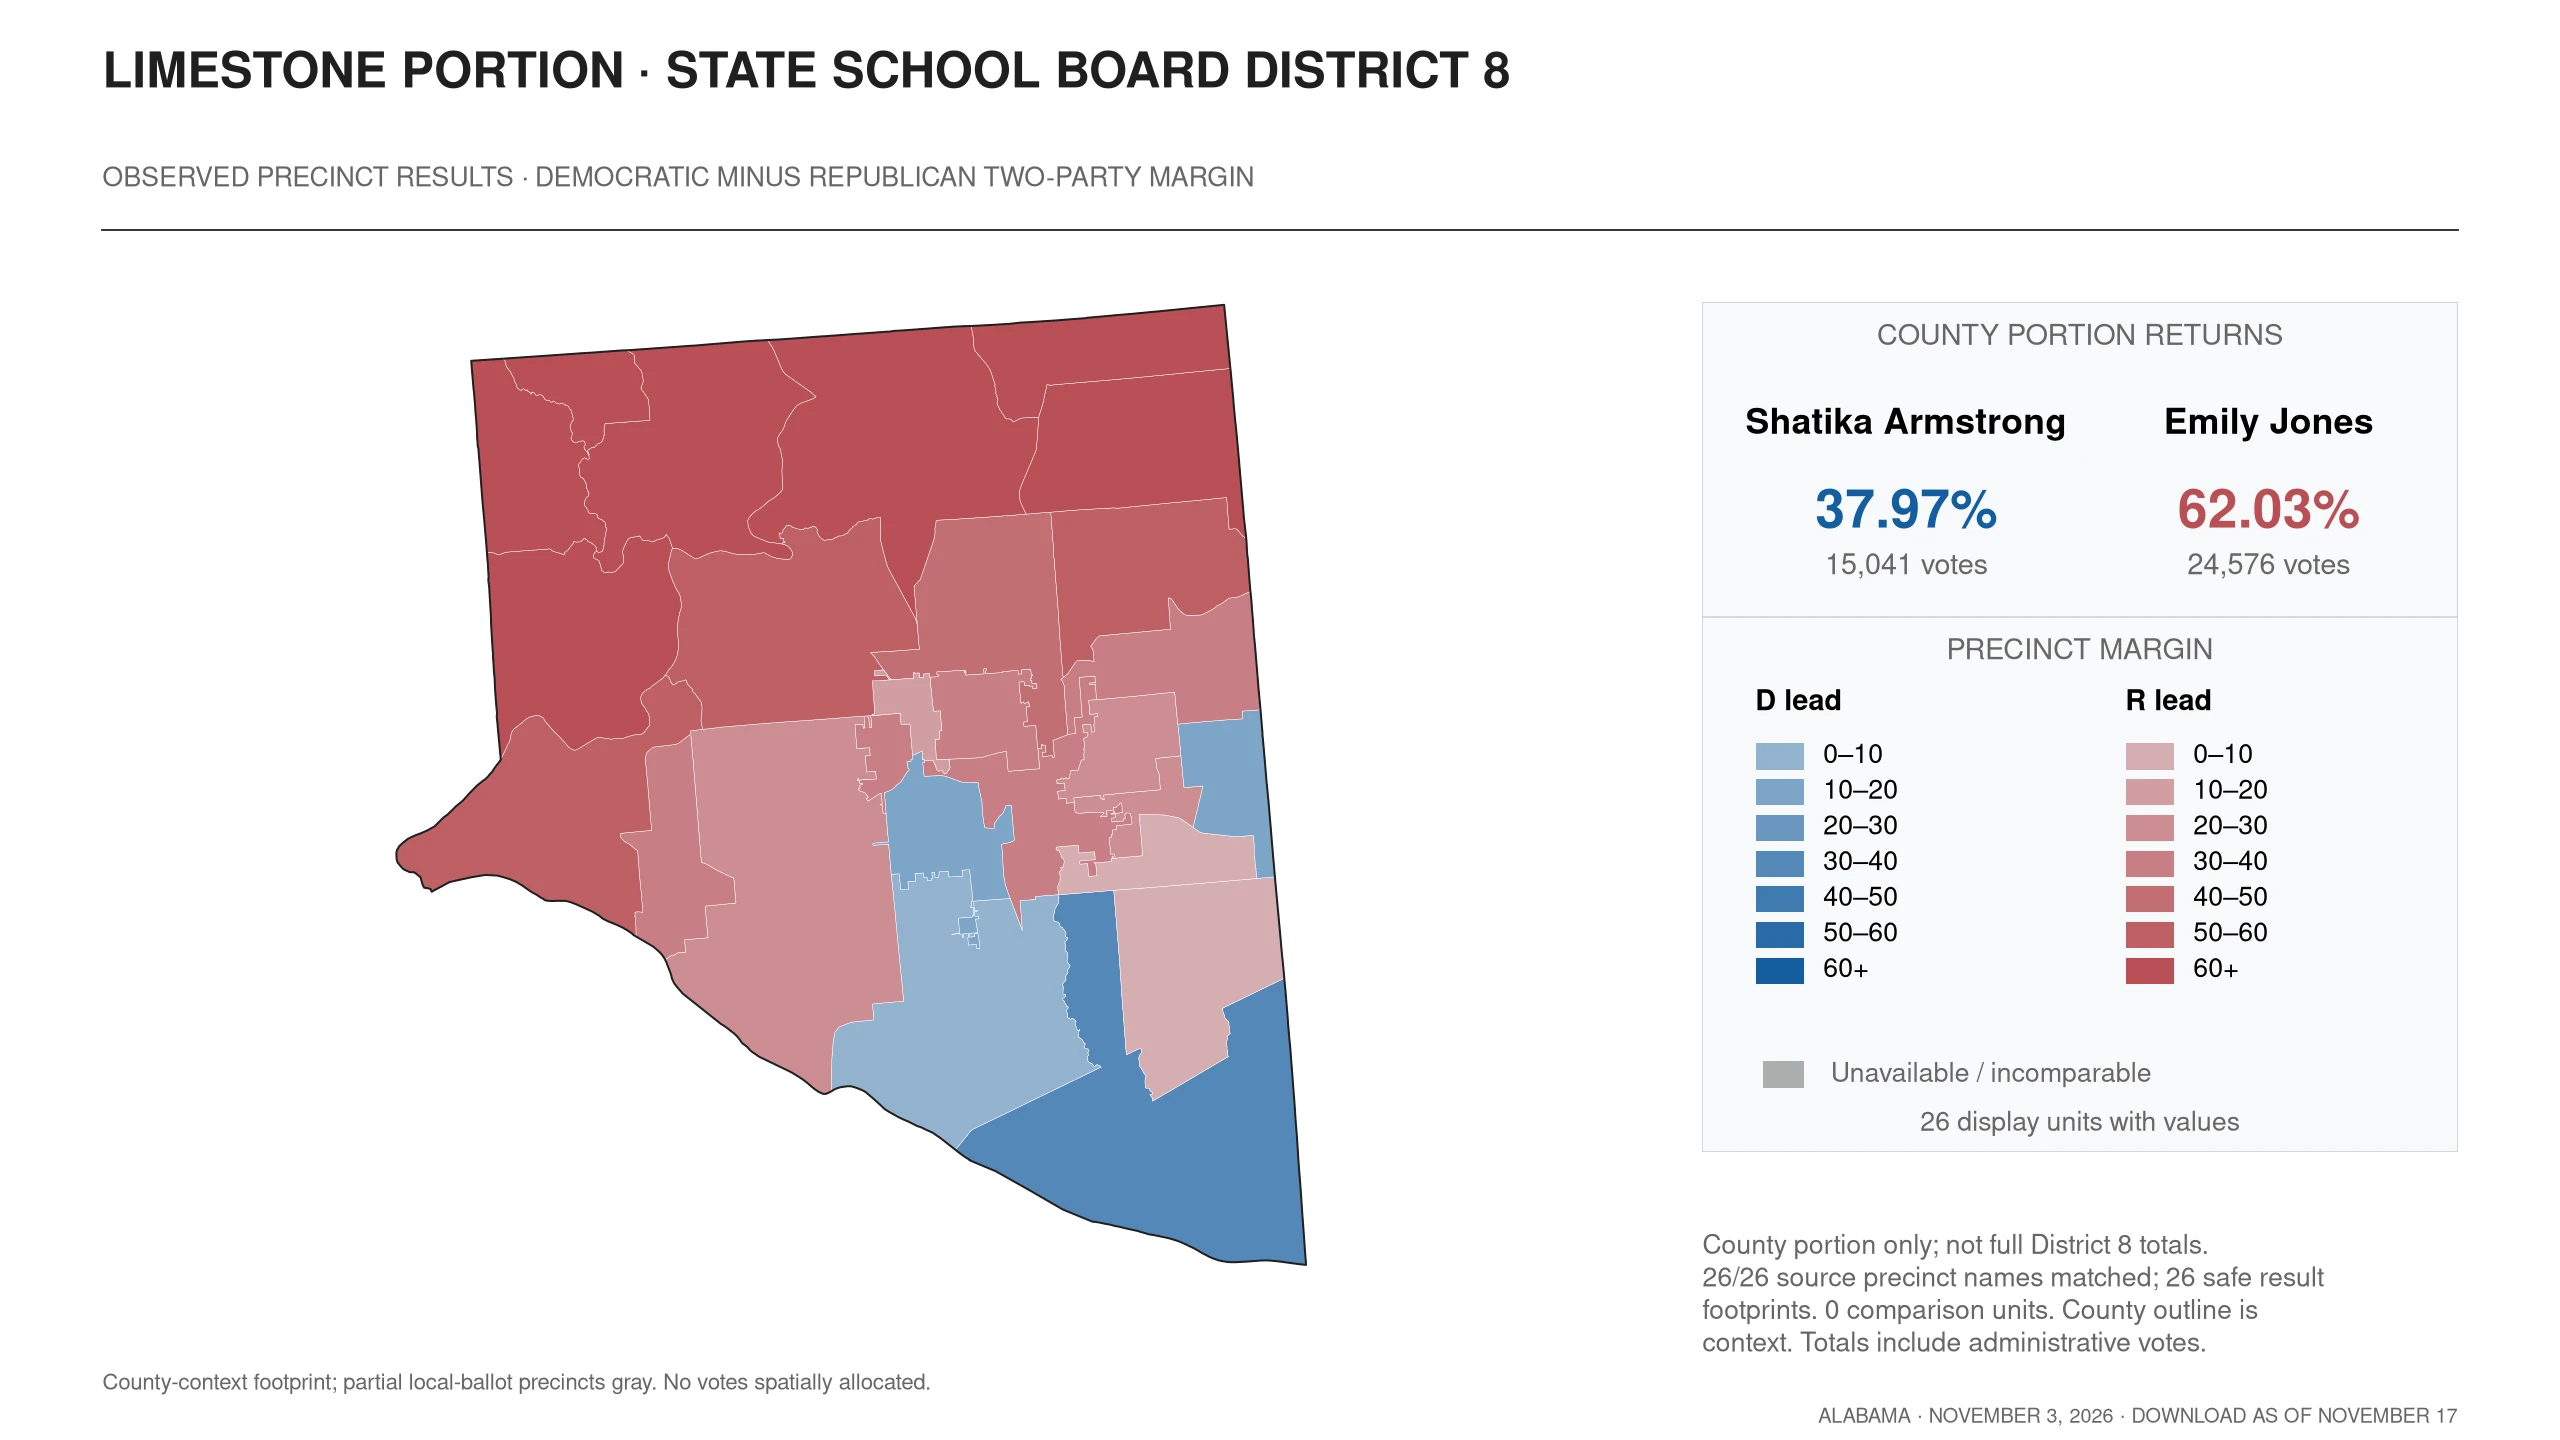 LIMESTONE PORTION · STATE SCHOOL BOARD DISTRICT 8
OBSERVED PRECINCT RESULTS · DEMOCRATIC MINUS REPUBLICAN TWO-PARTY MARGIN
COUNTY PORTION RETURNS
Shatika Armstrong Emily Jones
37.97% 62.03%
15,041 votes 24,576 votes
PRECINCT MARGIN
D lead R lead
0–10 0–10
10–20 10–20
20–30 20–30
30–40 30–40
40–50 40–50
50–60 50–60
60+ 60+
Unavailable / incomparable
26 display units with values
County portion only; not full District 8 totals.
26/26 source precinct names matched; 26 safe result
footprints. 0 comparison units. County outline is
context. Totals include administrative votes.
County-context footprint; partial local-ballot precincts gray. No votes spatially allocated.
ALABAMA · NOVEMBER 3, 2026 · DOWNLOAD AS OF NOVEMBER 17